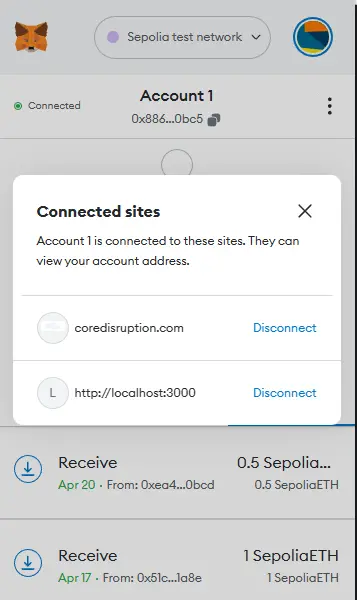 Sepolia test network
Connected
Account 1
0x886...0bc5
Connected sites
Account 1 is connected to these sites. They can
view your account address.
coredisruption.com
Disconnect
L
http://localhost:3000
Disconnect
Receive
0.5 Sepolia...
Apr 20 · From: 0xea4...0bcd
0.5 SepoliaETH
Receive
1 SepoliaETH
Apr 17 · From: 0x51c...1a8e
1 SepoliaETH